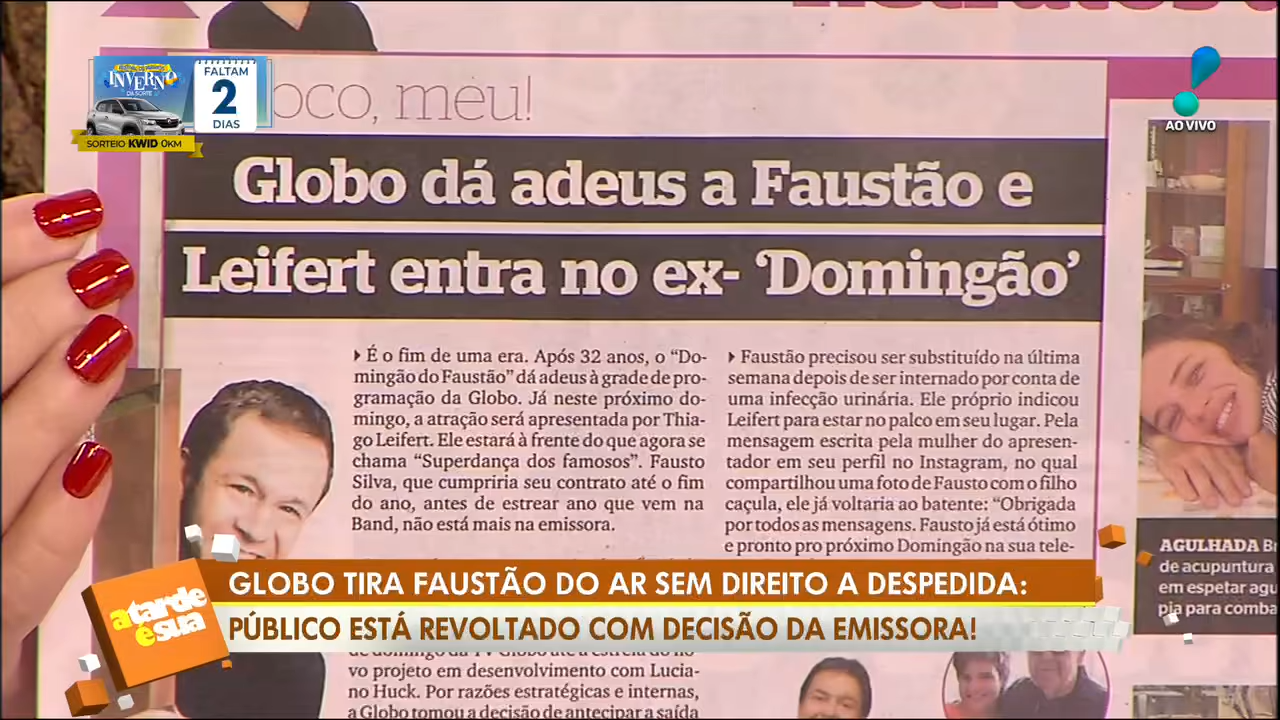 INVERNO
DA SORTE
SORTEIO KWID 0KM
FALTAM
2
DIAS
AO VIVO
oco, meu!
Globo dá adeus a Faustão e
Leifert entra no ex- ‘Domingão’
É o fim de uma era. Após 32 anos, o “Do-
mingão do Faustão” dá adeus à grade de pro-
gramação da Globo. Já neste próximo do-
mingo, a atração será apresentada por Thia-
go Leifert. Ele estará à frente do que agora se
chama “Superdança dos famosos”. Fausto
Silva, que cumpriria seu contrato até o fim
do ano, antes de estrear ano que vem na
Band, não está mais na emissora.
Faustão precisou ser substituído na última
semana depois de ser internado por conta de
uma infecção urinária. Ele próprio indicou
Leifert para estar no palco em seu lugar. Pela
mensagem escrita pela mulher do apresen-
tador em seu perfil no Instagram, no qual
compartilhou uma foto de Fausto com o filho
caçula, ele já voltaria ao batente: “Obrigada
por todos as mensagens. Fausto já está ótimo
e pronto pro próximo Domingão na sua tele-
AGULHADA
de acupuntura
em espetar agu
pia para comba
a tarde
é sua
GLOBO TIRA FAUSTÃO DO AR SEM DIREITO A DESPEDIDA:
PÚBLICO ESTÁ REVOLTADO COM DECISÃO DA EMISSORA!
vo projeto em desenvolvimento com Lucia-
no Huck. Por razões estratégicas e internas,
a Globo tomou a decisão de antecipar a saída